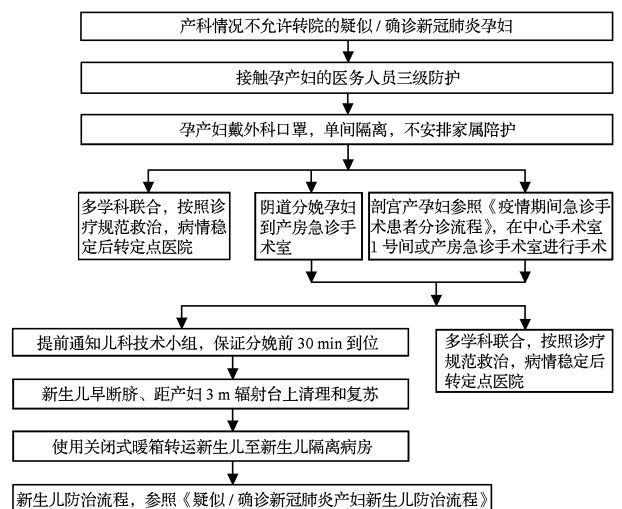 产科情况不允许转院的疑似/确诊新冠肺炎孕妇
接触孕产妇的医务人员三级防护
孕产妇戴外科口罩，单间隔离，不安排家属陪护
多学科联合，按照诊
疗规范救治，病情稳
定后转定点医院
阴道分娩孕妇
到产房急诊手
术室
剖宫产孕妇参照《疫情期间急诊手
术患者分诊流程》，在中心手术室
1 号间或产房急诊手术室进行手术
提前通知儿科技术小组，保证分娩前 30 min 到位
新生儿早断脐、距产妇 3 m 辐射台上清理和复苏
使用关闭式暖箱转运新生儿至新生儿隔离病房
新生儿防治流程，参照《疑似/确诊新冠肺炎产妇新生儿防治流程》
多学科联合，按照诊疗
规范救治，病情稳定后
转定点医院